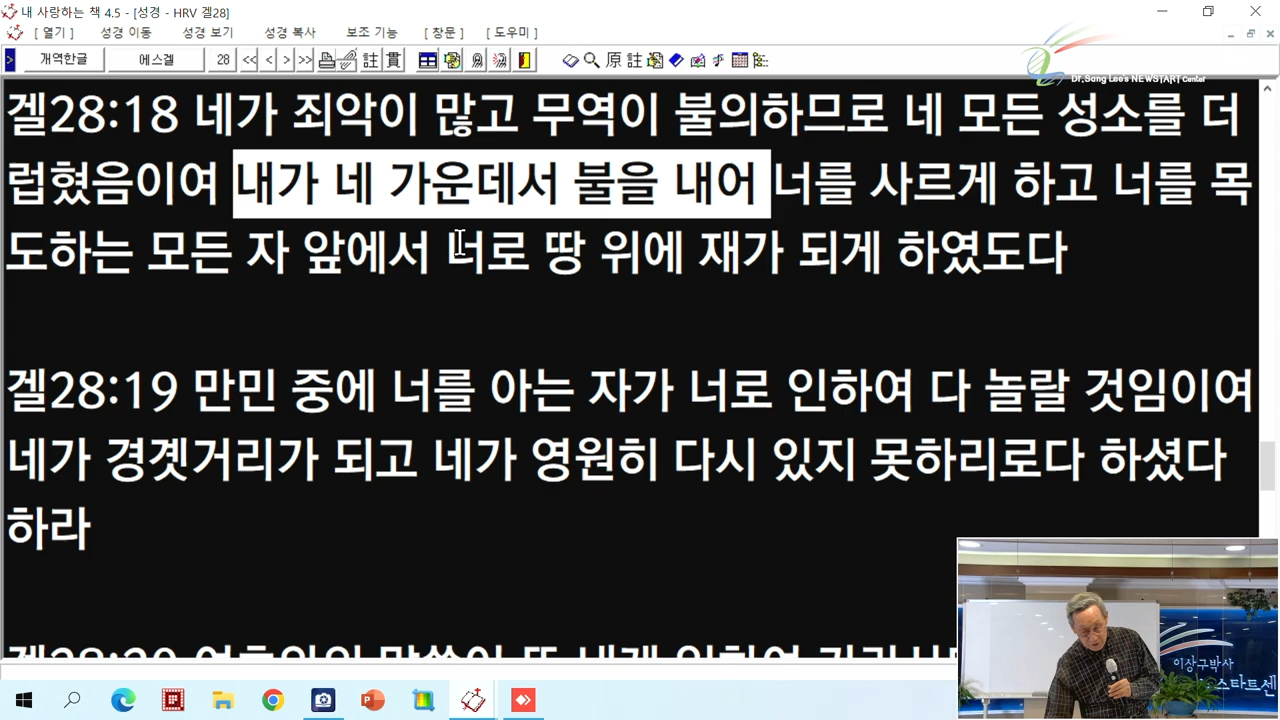 내 사랑하는 책 4.5 - [성경 - HRV 겔28]
[ 열기 ] 성경 이동 성경 보기 성경 복사 보조 기능 [ 창문 ] [ 도우미 ]
개역한글 에스겔 28 << < > >> 註 貫 原 註
Dr.Sang Lee's NEWSTART Center
겔28:18 네가 죄악이 많고 무역이 불의하므로 네 모든 성소를 더
럽혔음이여 내가 네 가운데서 불을 내어 너를 사르게 하고 너를 목
도하는 모든 자 앞에서 너로 땅 위에 재가 되게 하였도다
겔28:19 만민 중에 너를 아는 자가 너로 인하여 다 놀랄 것임이여
네가 경곗거리가 되고 네가 영원히 다시 있지 못하리로다 하셨다
하라
이상구박사
스타트센